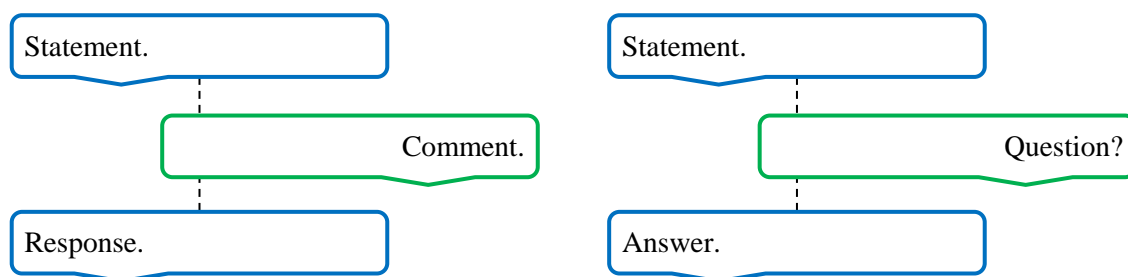 Statement.
Comment.
Response.
Statement.
Question?
Answer.